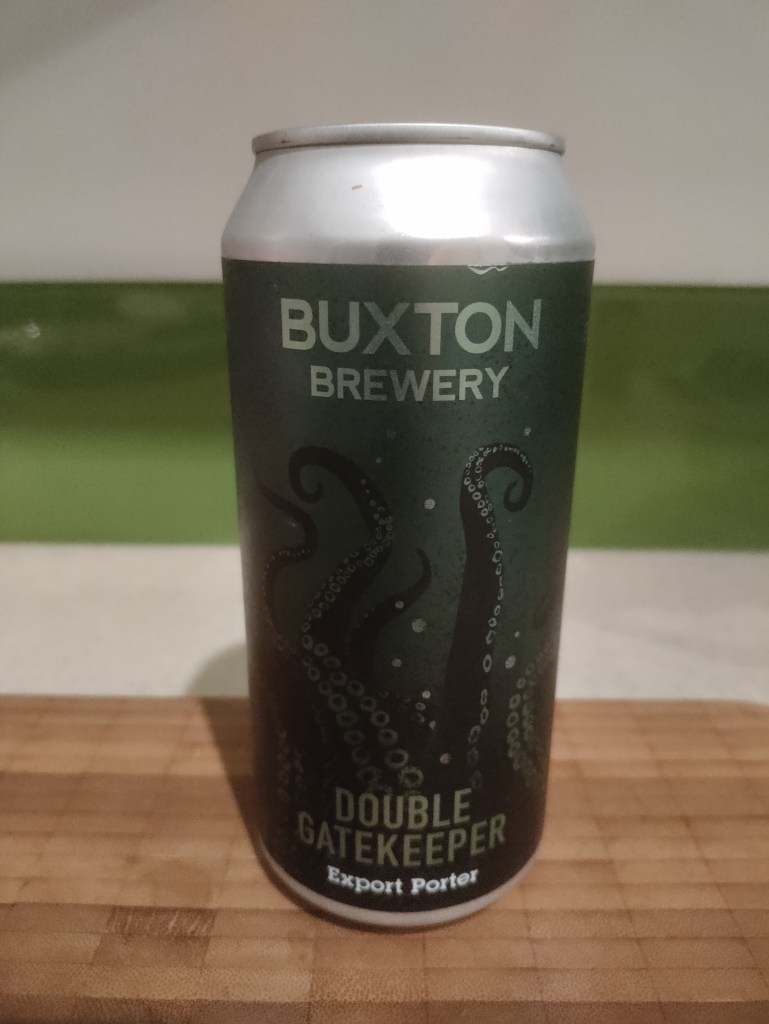 BUXTON
BREWERY
DOUBLE
GATEKEEPER
Export Porter